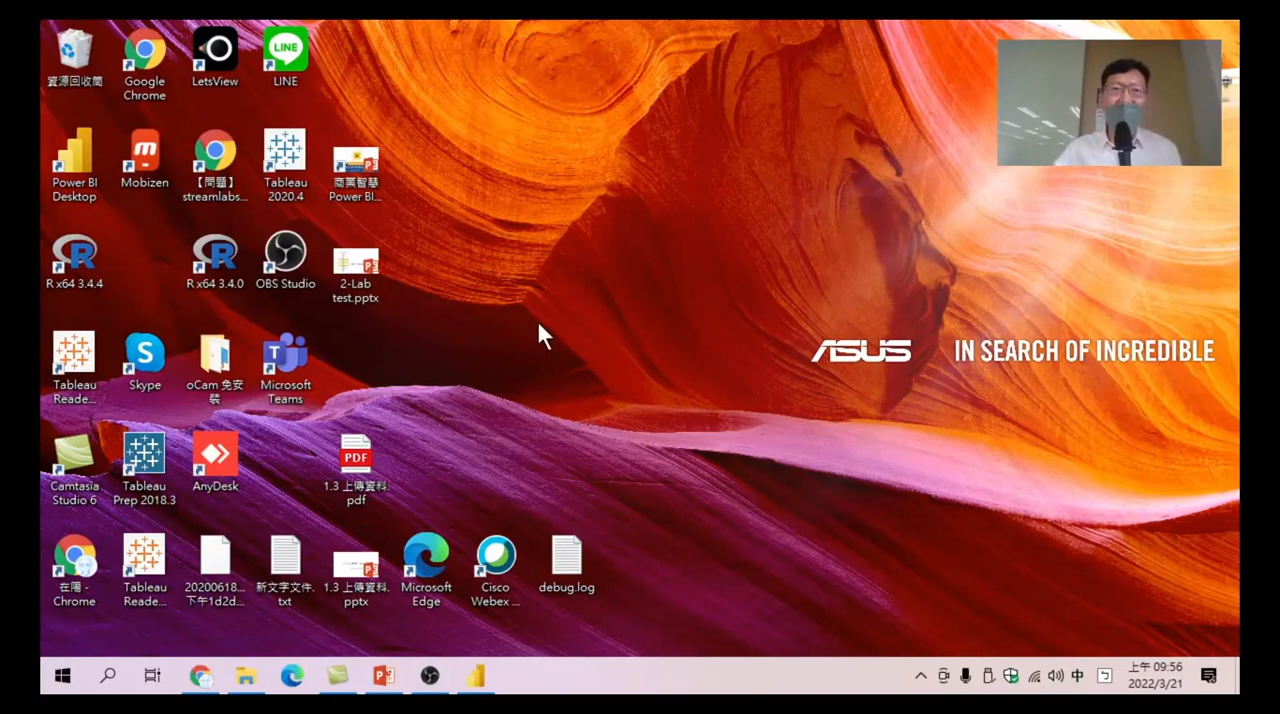 資源回收筒
Google
Chrome
LetsView
LINE
LINE
Power BI
Desktop
Mobizen
【問題】
streamlabs...
Tableau
2020.4
商業智慧
Power BI...
R x64 3.4.4
R x64 3.4.0
OBS Studio
2-Lab
test.pptx
Tableau
Reade...
Skype
oCam 免安
裝
Microsoft
Teams
ASUS
IN SEARCH OF INCREDIBLE
Camtasia
Studio 6
Tableau
Prep 2018.3
AnyDesk
PDF
1.3 上傳資料.
pdf
在陽 -
Chrome
Tableau
Reade...
20200618...
下午1d2d...
新文字文件.
txt
1.3 上傳資料.
pptx
Microsoft
Edge
Cisco
Webex ...
debug.log
中
上午 09:56
2022/3/21